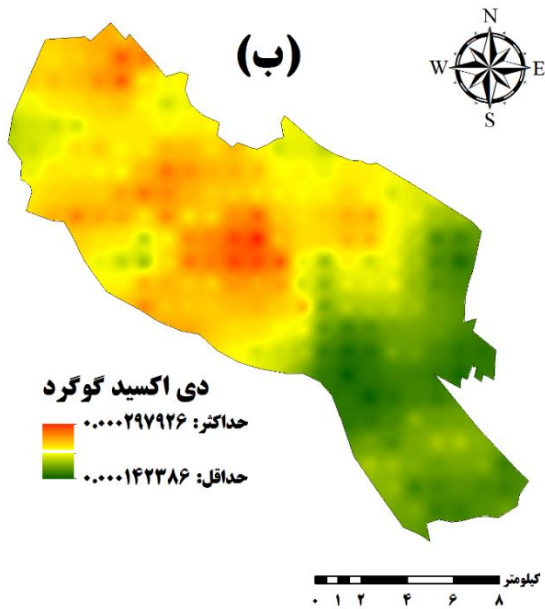 (ب)
N
W E
S
دی اکسید گوگرد
حداکثر: ۰.۰۰۰۲۹۷۹۲۶
حداقل: ۰.۰۰۰۱۴۲۳۸۶
کیلومتر
۰ ۱ ۲ ۴ ۶ ۸